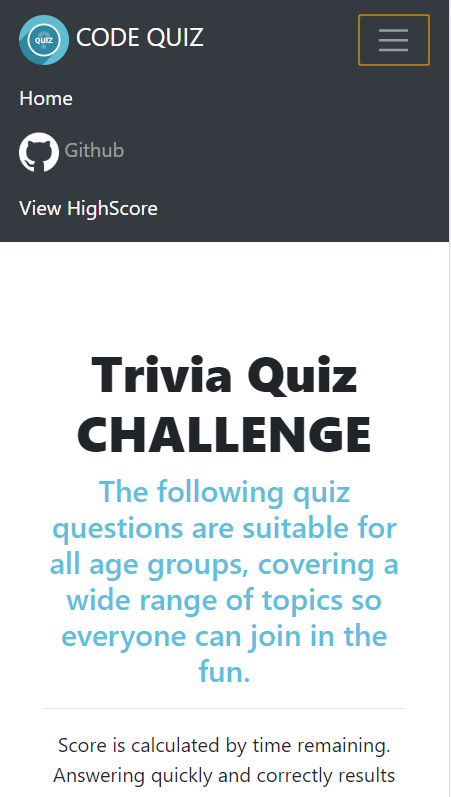 QUIZ
CODE QUIZ
Home
Github
View HighScore
Trivia Quiz
CHALLENGE
The following quiz
questions are suitable for
all age groups, covering a
wide range of topics so
everyone can join in the
fun.
Score is calculated by time remaining.
Answering quickly and correctly results